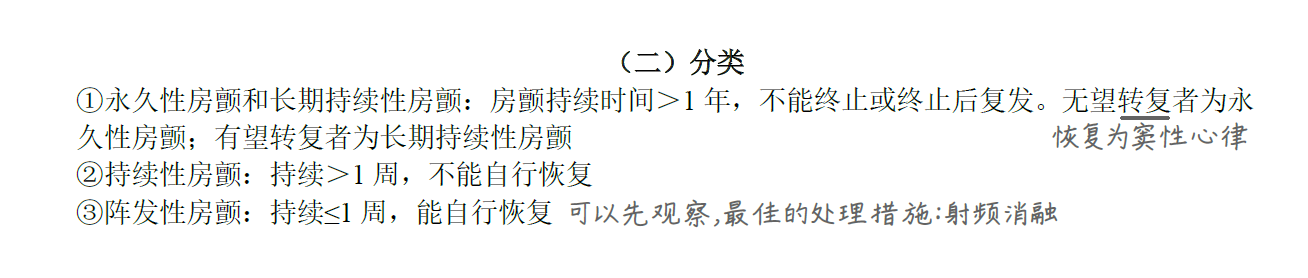 （二）分类
①永久性房颤和长期持续性房颤：房颤持续时间＞1 年，不能终止或终止后复发。无望转复者为永
久性房颤；有望转复者为长期持续性房颤
恢复为窦性心律
②持续性房颤：持续＞1 周，不能自行恢复
③阵发性房颤：持续≤1 周，能自行恢复 可以先观察,最佳的处理措施:射频消融